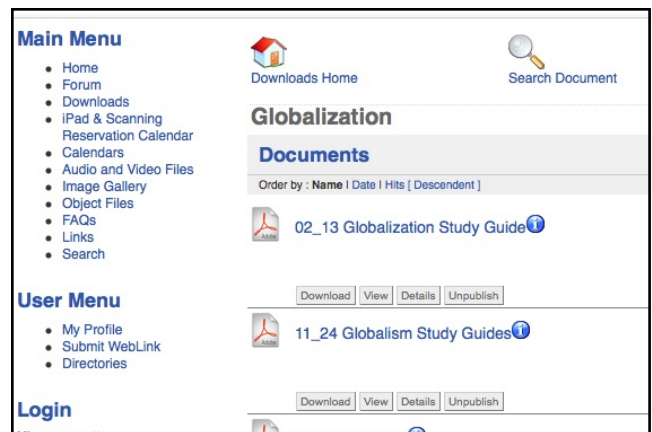 Main Menu
Home
Forum
Downloads
iPad & Scanning
Reservation Calendar
Calendars
Audio and Video Files
Image Gallery
Object Files
FAQs
Links
Search
User Menu
My Profile
Submit WebLink
Directories
Login
Downloads Home
Search Document
Globalization
Documents
Order by : Name | Date | Hits [ Descendent ]
Adobe
02_13 Globalization Study Guide
Download View Details Unpublish
Adobe
11_24 Globalism Study Guides
Download View Details Unpublish